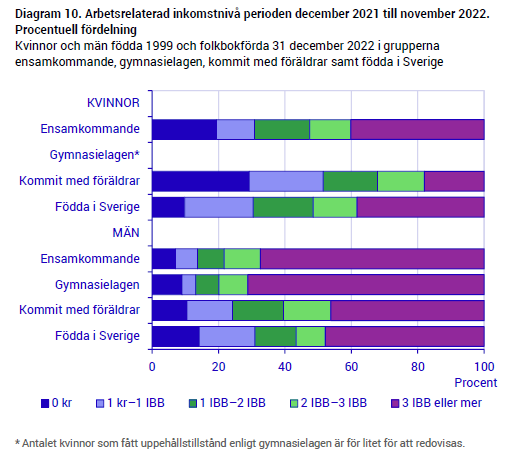 Diagram 10. Arbetsrelaterad inkomstnivå perioden december 2021 till november 2022.
Procentuell fördelning
Kvinnor och män födda 1999 och folkbokförda 31 december 2022 i grupperna
ensamkommande, gymnasielagen, kommit med föräldrar samt födda i Sverige
KVINNOR
Ensamkommande
Gymnasielagen*
Kommit med föräldrar
Födda i Sverige
MÄN
Ensamkommande
Gymnasielagen
Kommit med föräldrar
Födda i Sverige
0 20 40 60 80 100
Procent
0 kr 1 kr–1 IBB 1 IBB–2 IBB 2 IBB–3 IBB 3 IBB eller mer
* Antalet kvinnor som fått uppehållstillstånd enligt gymnasielagen är för litet för att redovisas.